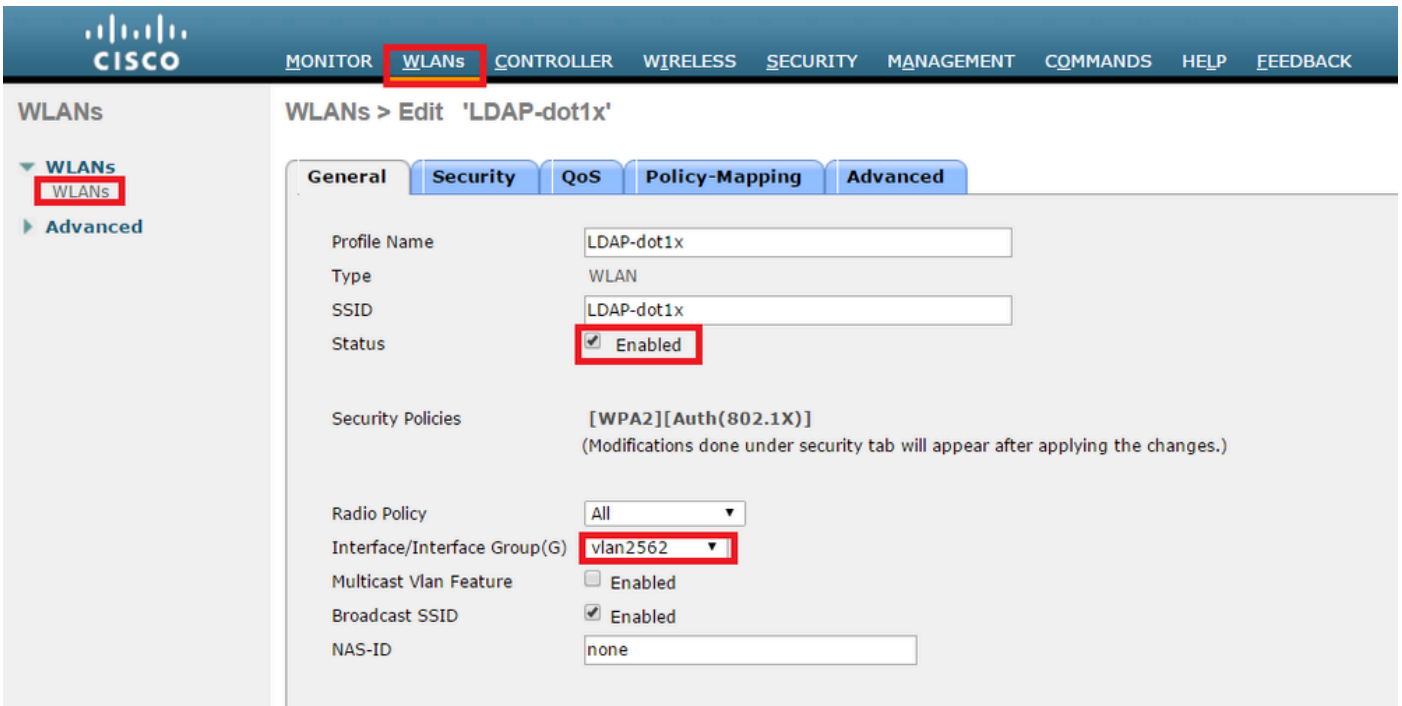 CISCO
MONITOR WLANs CONTROLLER WIRELESS SECURITY MANAGEMENT COMMANDS HELP FEEDBACK
WLANs
WLANs
WLANs
Advanced
WLANs > Edit 'LDAP-dot1x'
General Security QoS Policy-Mapping Advanced
Profile Name LDAP-dot1x
Type WLAN
SSID LDAP-dot1x
Status Enabled
Security Policies [WPA2][Auth(802.1X)]
(Modifications done under security tab will appear after applying the changes.)
Radio Policy All
Interface/Interface Group(G) vlan2562
Multicast Vlan Feature Enabled
Broadcast SSID Enabled
NAS-ID none